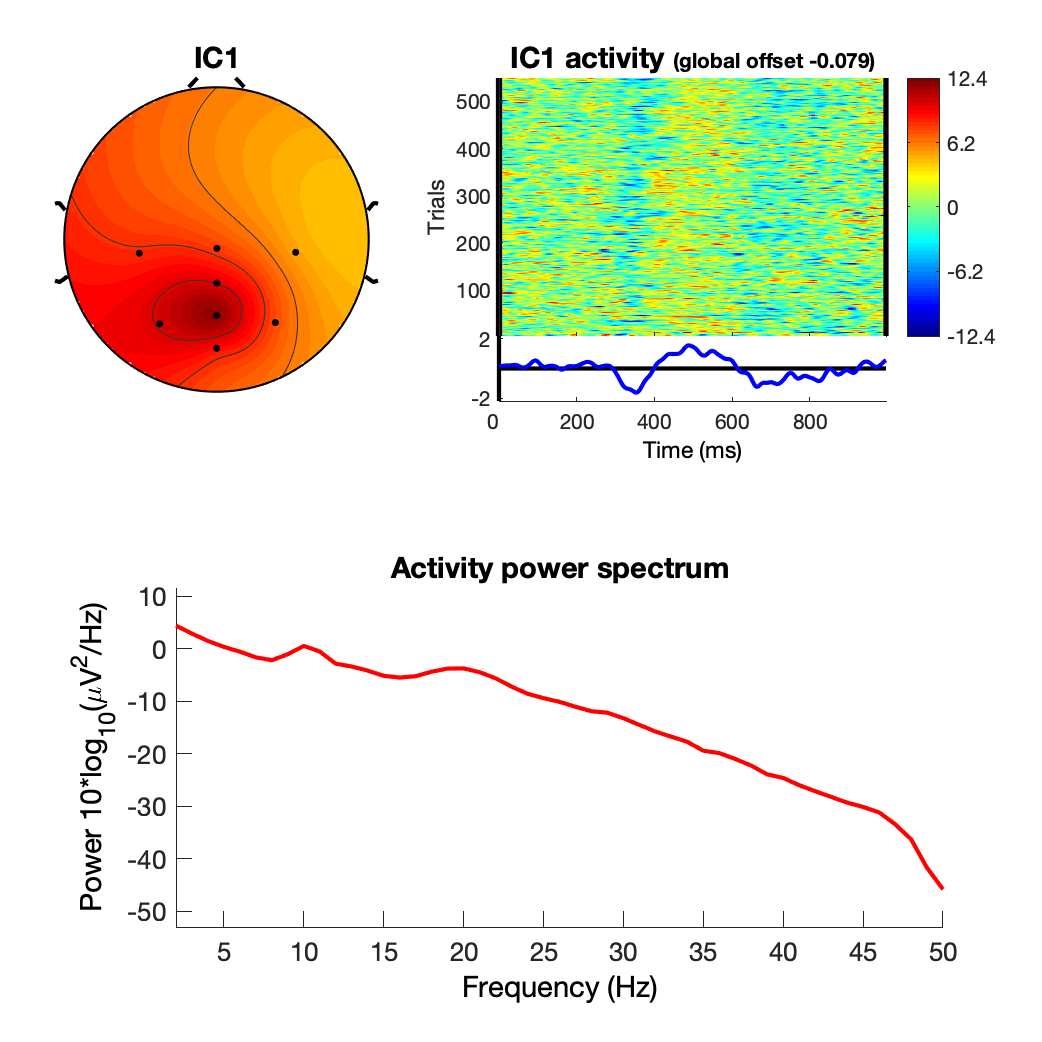 IC1
IC1 activity (global offset -0.079)
Trials
500
400
300
200
100
2
-2
0 200 400 600 800
Time (ms)
12.4
6.2
0
-6.2
-12.4
Activity power spectrum
Power 10*log10(μV2/Hz)
10
0
-10
-20
-30
-40
-50
5 10 15 20 25 30 35 40 45 50
Frequency (Hz)